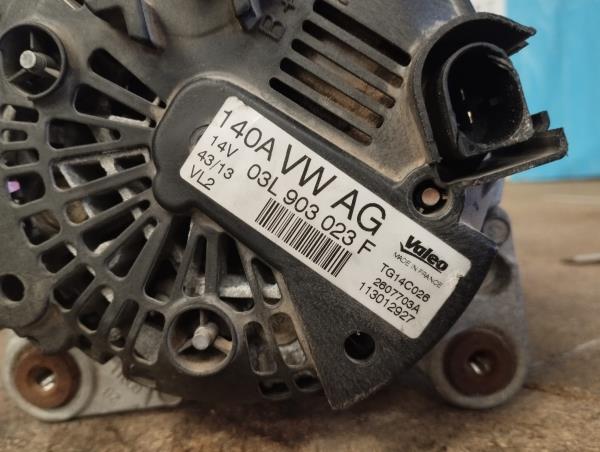 B+
140A VW AG
14V 03L 903 023 F
43/13
VL2
Valeo
MADE IN FRANCE
TG14C026
2607703A
113012927